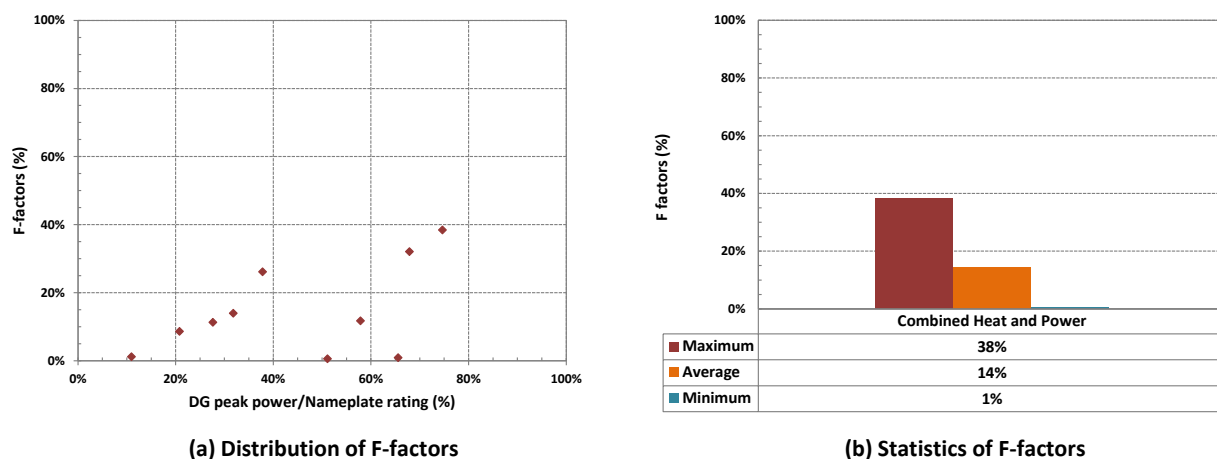 100%
80%
60%
40%
20%
0%
F-factors (%)
0% 20% 40% 60% 80% 100%
DG peak power/Nameplate rating (%)
(a) Distribution of F-factors
100%
80%
60%
40%
20%
0%
F factors (%)
Combined Heat and Power
Maximum 38%
Average 14%
Minimum 1%
(b) Statistics of F-factors